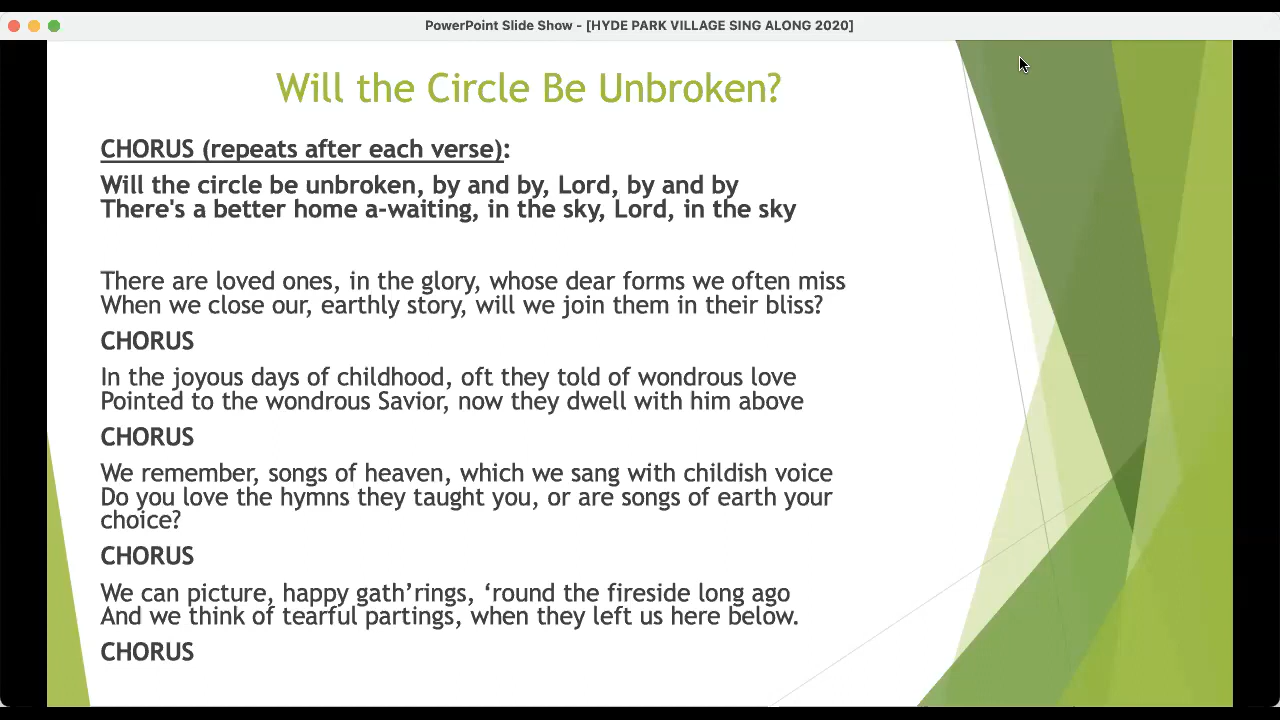 PowerPoint Slide Show - [HYDE PARK VILLAGE SING ALONG 2020]
Will the Circle Be Unbroken?
CHORUS (repeats after each verse):
Will the circle be unbroken, by and by, Lord, by and by
There's a better home a-waiting, in the sky, Lord, in the sky
There are loved ones, in the glory, whose dear forms we often miss
When we close our, earthly story, will we join them in their bliss?
CHORUS
In the joyous days of childhood, oft they told of wondrous love
Pointed to the wondrous Savior, now they dwell with him above
CHORUS
We remember, songs of heaven, which we sang with childish voice
Do you love the hymns they taught you, or are songs of earth your
choice?
CHORUS
We can picture, happy gath’rings, ‘round the fireside long ago
And we think of tearful partings, when they left us here below.
CHORUS